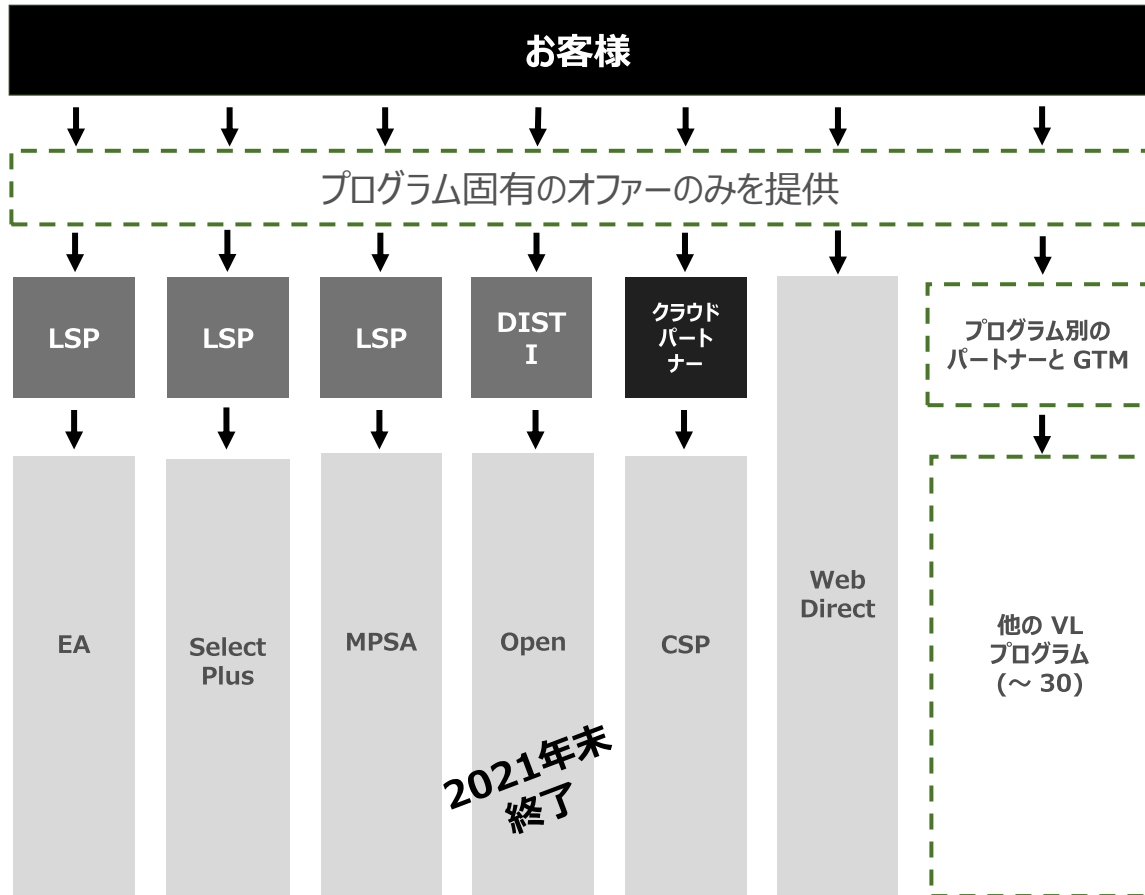 お客様
プログラム固有のオファーのみを提供
LSP
LSP
LSP
DIST
I
クラウド
パート
ナー
プログラム別の
パートナーと GTM
EA
Select
Plus
MPSA
Open
CSP
Web
Direct
他の VL
プログラム
(～ 30)
2021年末
終了